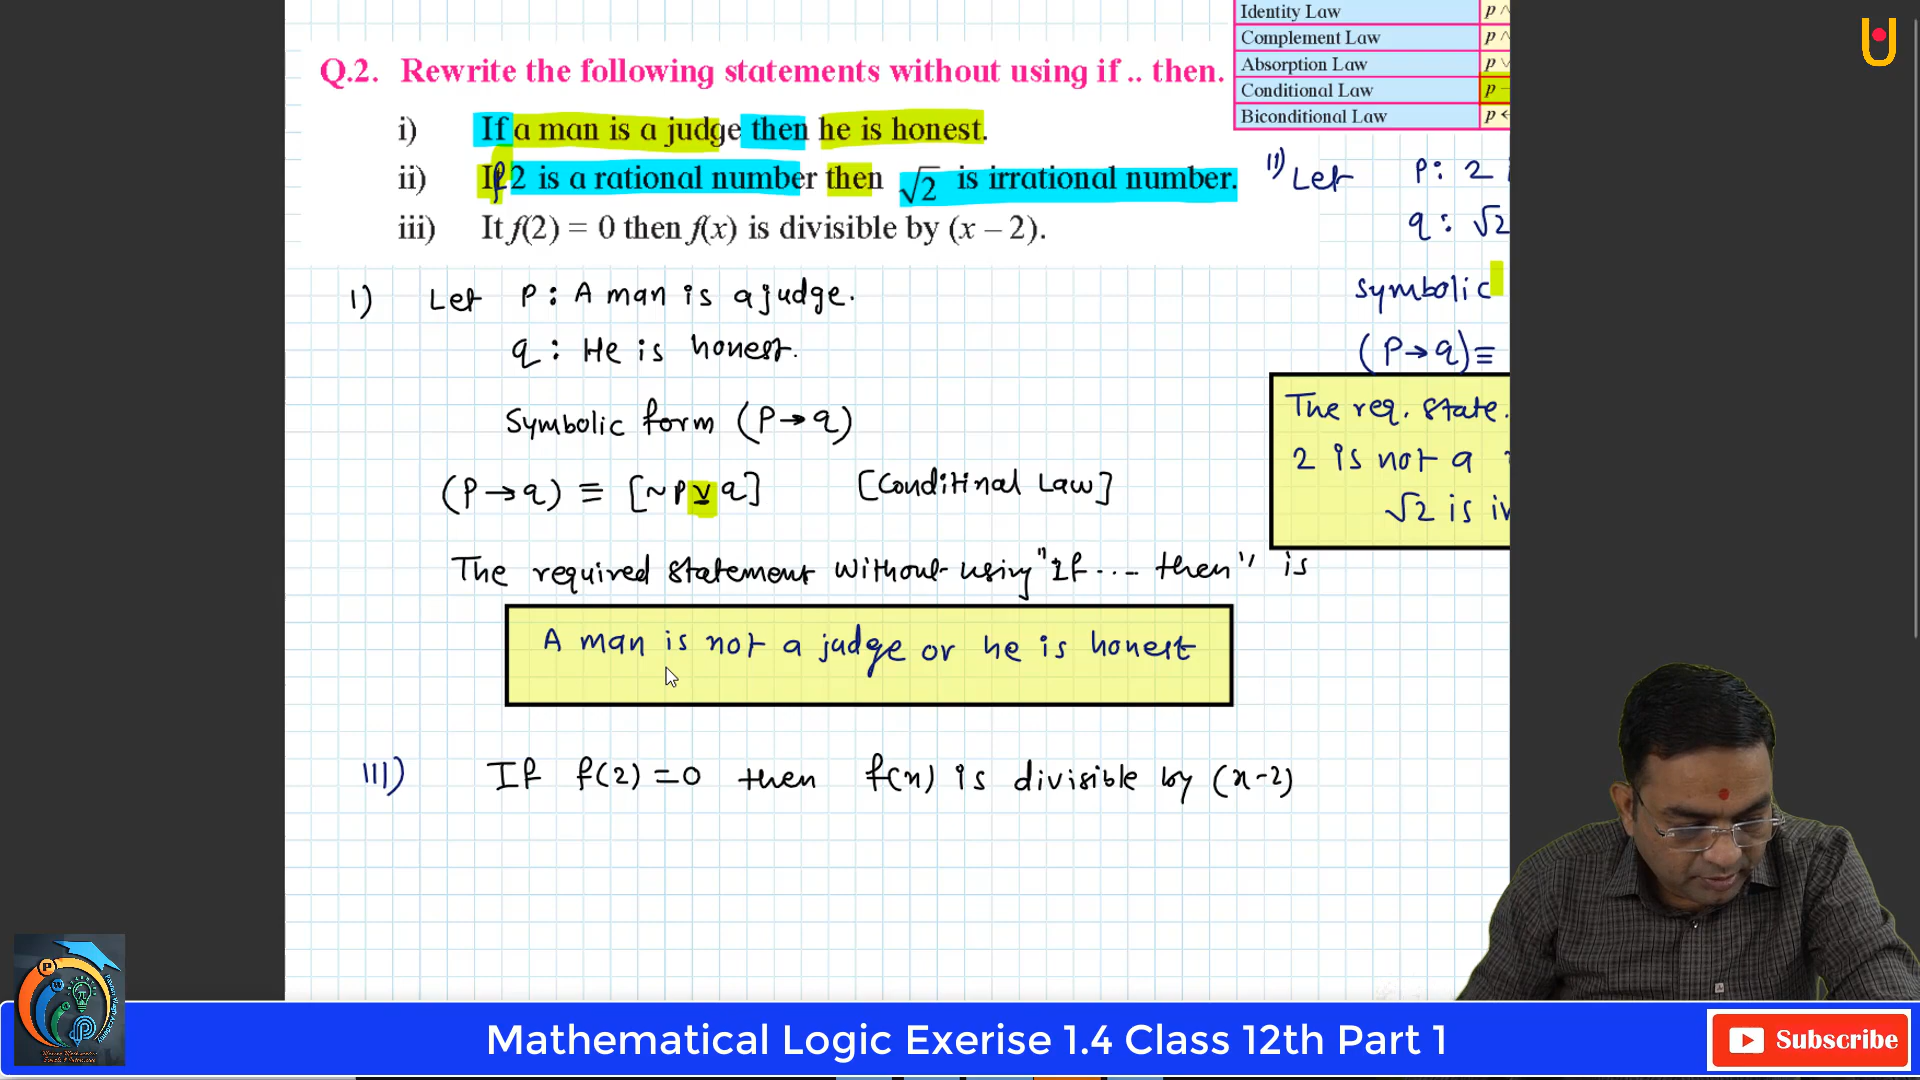 Identity Law p ∧
Complement Law p ∧
Absorption Law p ∨
Conditional Law p –
Biconditional Law p ↔
Q.2. Rewrite the following statements without using if .. then.
i) If a man is a judge then he is honest.
ii) If 2 is a rational number then √2 is irrational number.
iii) It f(2) = 0 then f(x) is divisible by (x – 2).
1) Let p : A man is a judge.
q : He is honest.
Symbolic form (p→q)
(p→q) ≡ [~p ∨ q] [Conditinal Law]
The required statement without using "If .... then" is
A man is not a judge or he is honest
III) If f(2) = 0 then f(x) is divisible by (x-2)
II) Let p: 2 i
q : √2
Symbolic
(p→q) ≡
The req. state.
2 is not a
√2 is
Mathematical Logic Exerise 1.4 Class 12th Part 1
Subscribe